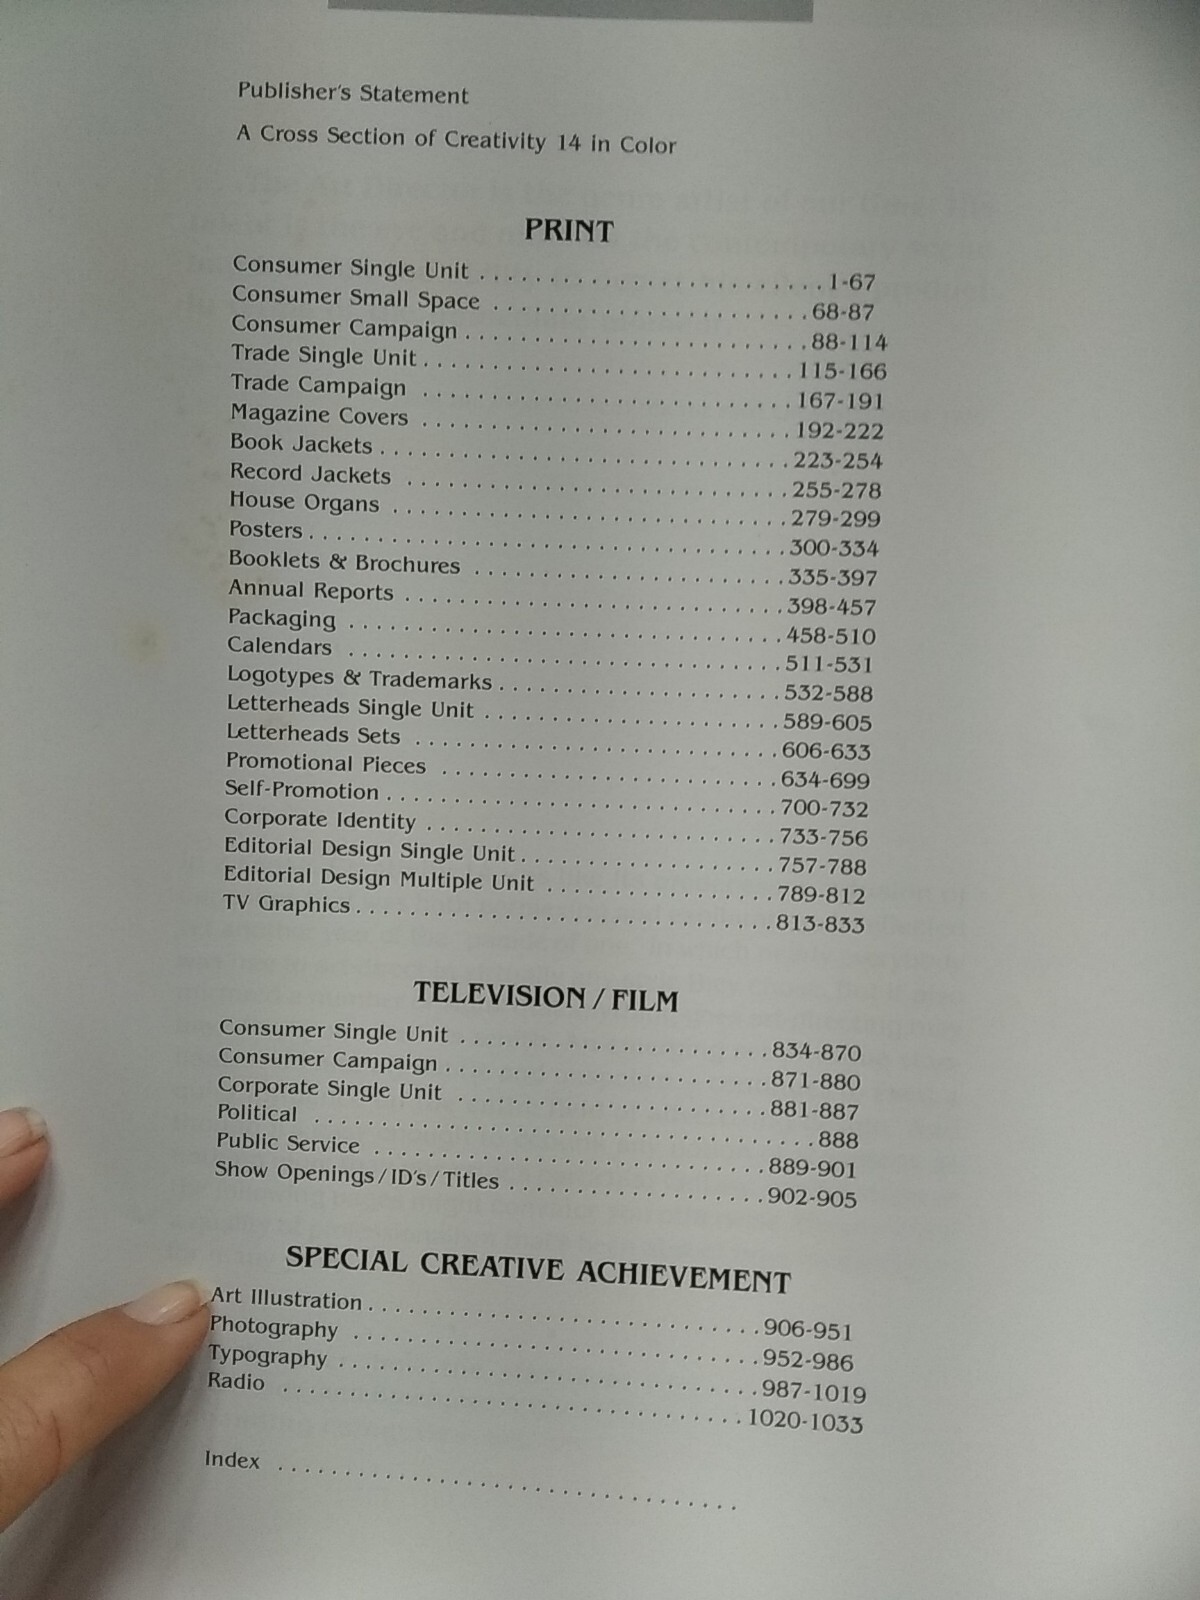 Publisher's Statement
A Cross Section of Creativity 14 in Color
PRINT
Consumer Single Unit . . . . . . . . . . . . . . . . . . . . . . . . . . 1-67
Consumer Small Space . . . . . . . . . . . . . . . . . . . . . . . . 68-87
Consumer Campaign . . . . . . . . . . . . . . . . . . . . . . . . . . 88-114
Trade Single Unit . . . . . . . . . . . . . . . . . . . . . . . . . . . . 115-166
Trade Campaign . . . . . . . . . . . . . . . . . . . . . . . . . . . . 167-191
Magazine Covers . . . . . . . . . . . . . . . . . . . . . . . . . . . . 192-222
Book Jackets . . . . . . . . . . . . . . . . . . . . . . . . . . . . . . . 223-254
Record Jackets . . . . . . . . . . . . . . . . . . . . . . . . . . . . . 255-278
House Organs . . . . . . . . . . . . . . . . . . . . . . . . . . . . . . 279-299
Posters . . . . . . . . . . . . . . . . . . . . . . . . . . . . . . . . . . . . 300-334
Booklets & Brochures . . . . . . . . . . . . . . . . . . . . . . . 335-397
Annual Reports . . . . . . . . . . . . . . . . . . . . . . . . . . . . 398-457
Packaging . . . . . . . . . . . . . . . . . . . . . . . . . . . . . . . . 458-510
Calendars . . . . . . . . . . . . . . . . . . . . . . . . . . . . . . . . 511-531
Logotypes & Trademarks . . . . . . . . . . . . . . . . . . . . . 532-588
Letterheads Single Unit . . . . . . . . . . . . . . . . . . . . . . 589-605
Letterheads Sets . . . . . . . . . . . . . . . . . . . . . . . . . . . 606-633
Promotional Pieces . . . . . . . . . . . . . . . . . . . . . . . . . 634-699
Self-Promotion . . . . . . . . . . . . . . . . . . . . . . . . . . . . . 700-732
Corporate Identity . . . . . . . . . . . . . . . . . . . . . . . . . . 733-756
Editorial Design Single Unit . . . . . . . . . . . . . . . . . . . 757-788
Editorial Design Multiple Unit . . . . . . . . . . . . . . . . . 789-812
TV Graphics . . . . . . . . . . . . . . . . . . . . . . . . . . . . . . . 813-833
TELEVISION / FILM
Consumer Single Unit . . . . . . . . . . . . . . . . . . . . . . . 834-870
Consumer Campaign . . . . . . . . . . . . . . . . . . . . . . . . 871-880
Corporate Single Unit . . . . . . . . . . . . . . . . . . . . . . . 881-887
Political . . . . . . . . . . . . . . . . . . . . . . . . . . . . . . . . . . . . . 888
Public Service . . . . . . . . . . . . . . . . . . . . . . . . . . . . . 889-901
Show Openings / ID's / Titles . . . . . . . . . . . . . . . . . . . 902-905
SPECIAL CREATIVE ACHIEVEMENT
Art Illustration . . . . . . . . . . . . . . . . . . . . . . . . . . . . . 906-951
Photography . . . . . . . . . . . . . . . . . . . . . . . . . . . . . . 952-986
Typography . . . . . . . . . . . . . . . . . . . . . . . . . . . . . . . 987-1019
Radio . . . . . . . . . . . . . . . . . . . . . . . . . . . . . . . . . . 1020-1033
Index . . . . . . . . . . . . . . . . . . . . . . . . . . . . . . . . . .